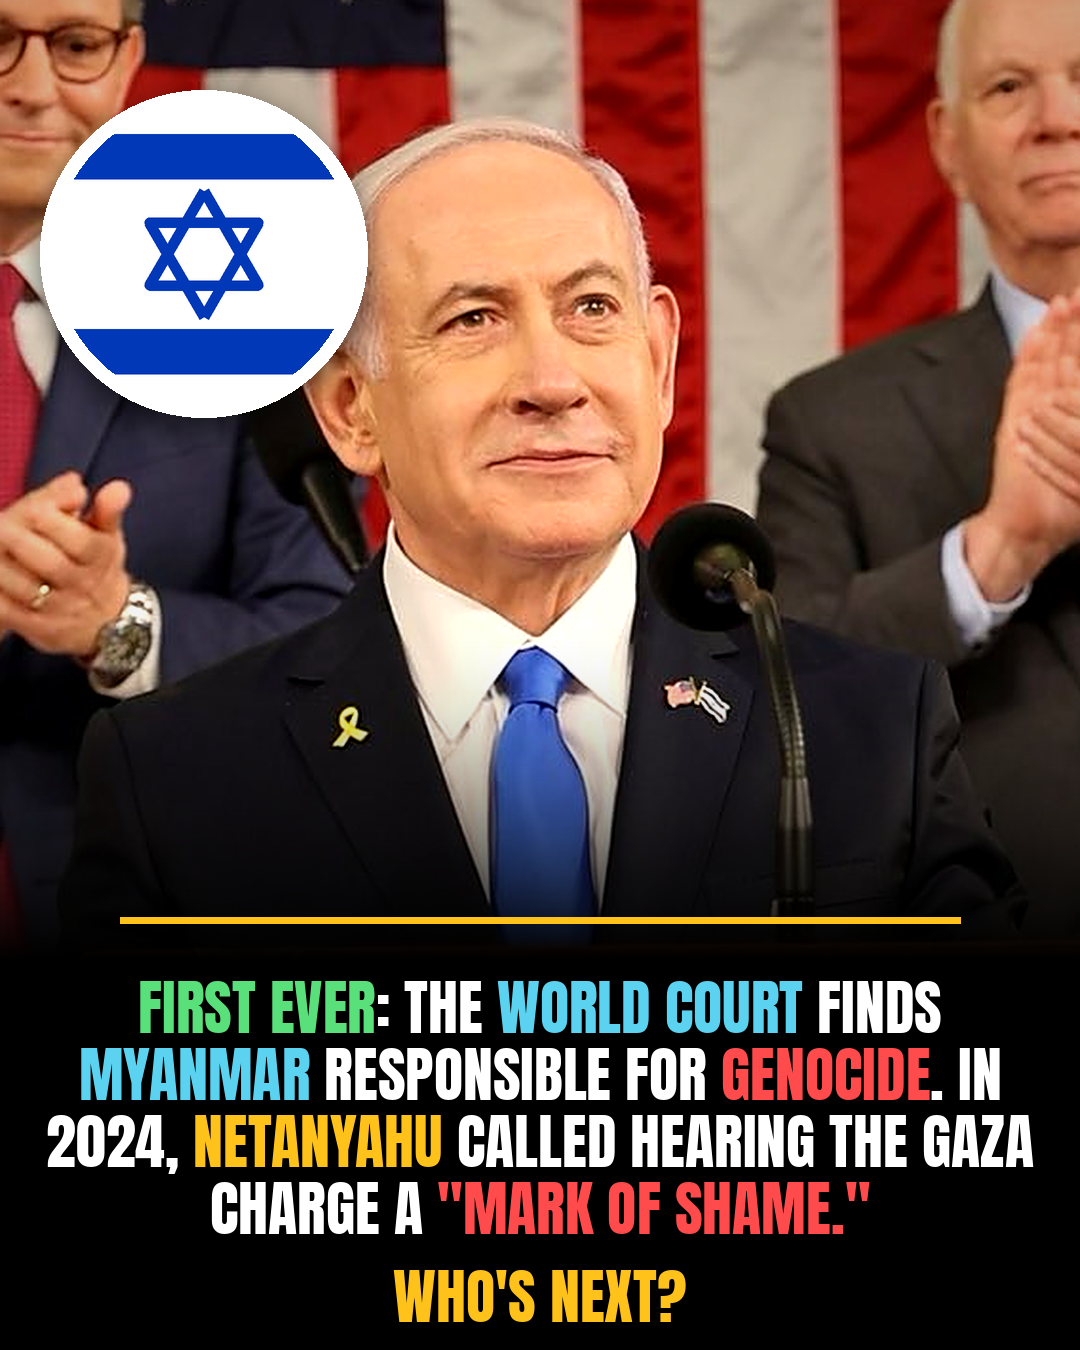 FIRST EVER: THE WORLD COURT FINDS
MYANMAR RESPONSIBLE FOR GENOCIDE. IN
2024, NETANYAHU CALLED HEARING THE GAZA
CHARGE A "MARK OF SHAME."
WHO'S NEXT?